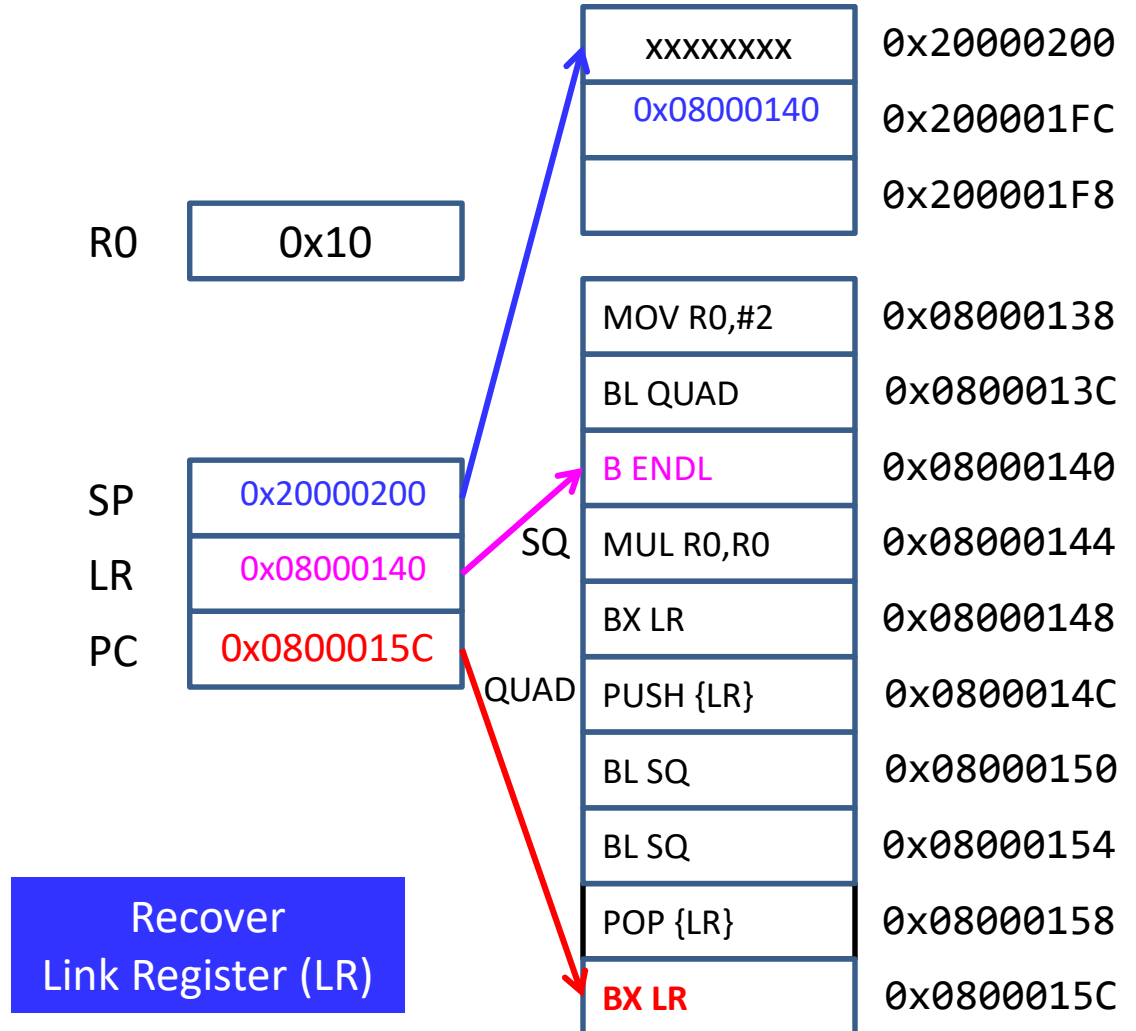 xxxxxxxx 0x20000200
0x08000140 0x200001FC
0x200001F8
R0 0x10
MOV R0,#2 0x08000138
BL QUAD 0x0800013C
SP 0x20000200 B ENDL 0x08000140
LR 0x08000140 SQ MUL R0,R0 0x08000144
PC 0x0800015C BX LR 0x08000148
QUAD PUSH {LR} 0x0800014C
BL SQ 0x08000150
BL SQ 0x08000154
Recover POP {LR} 0x08000158
Link Register (LR) BX LR 0x0800015C